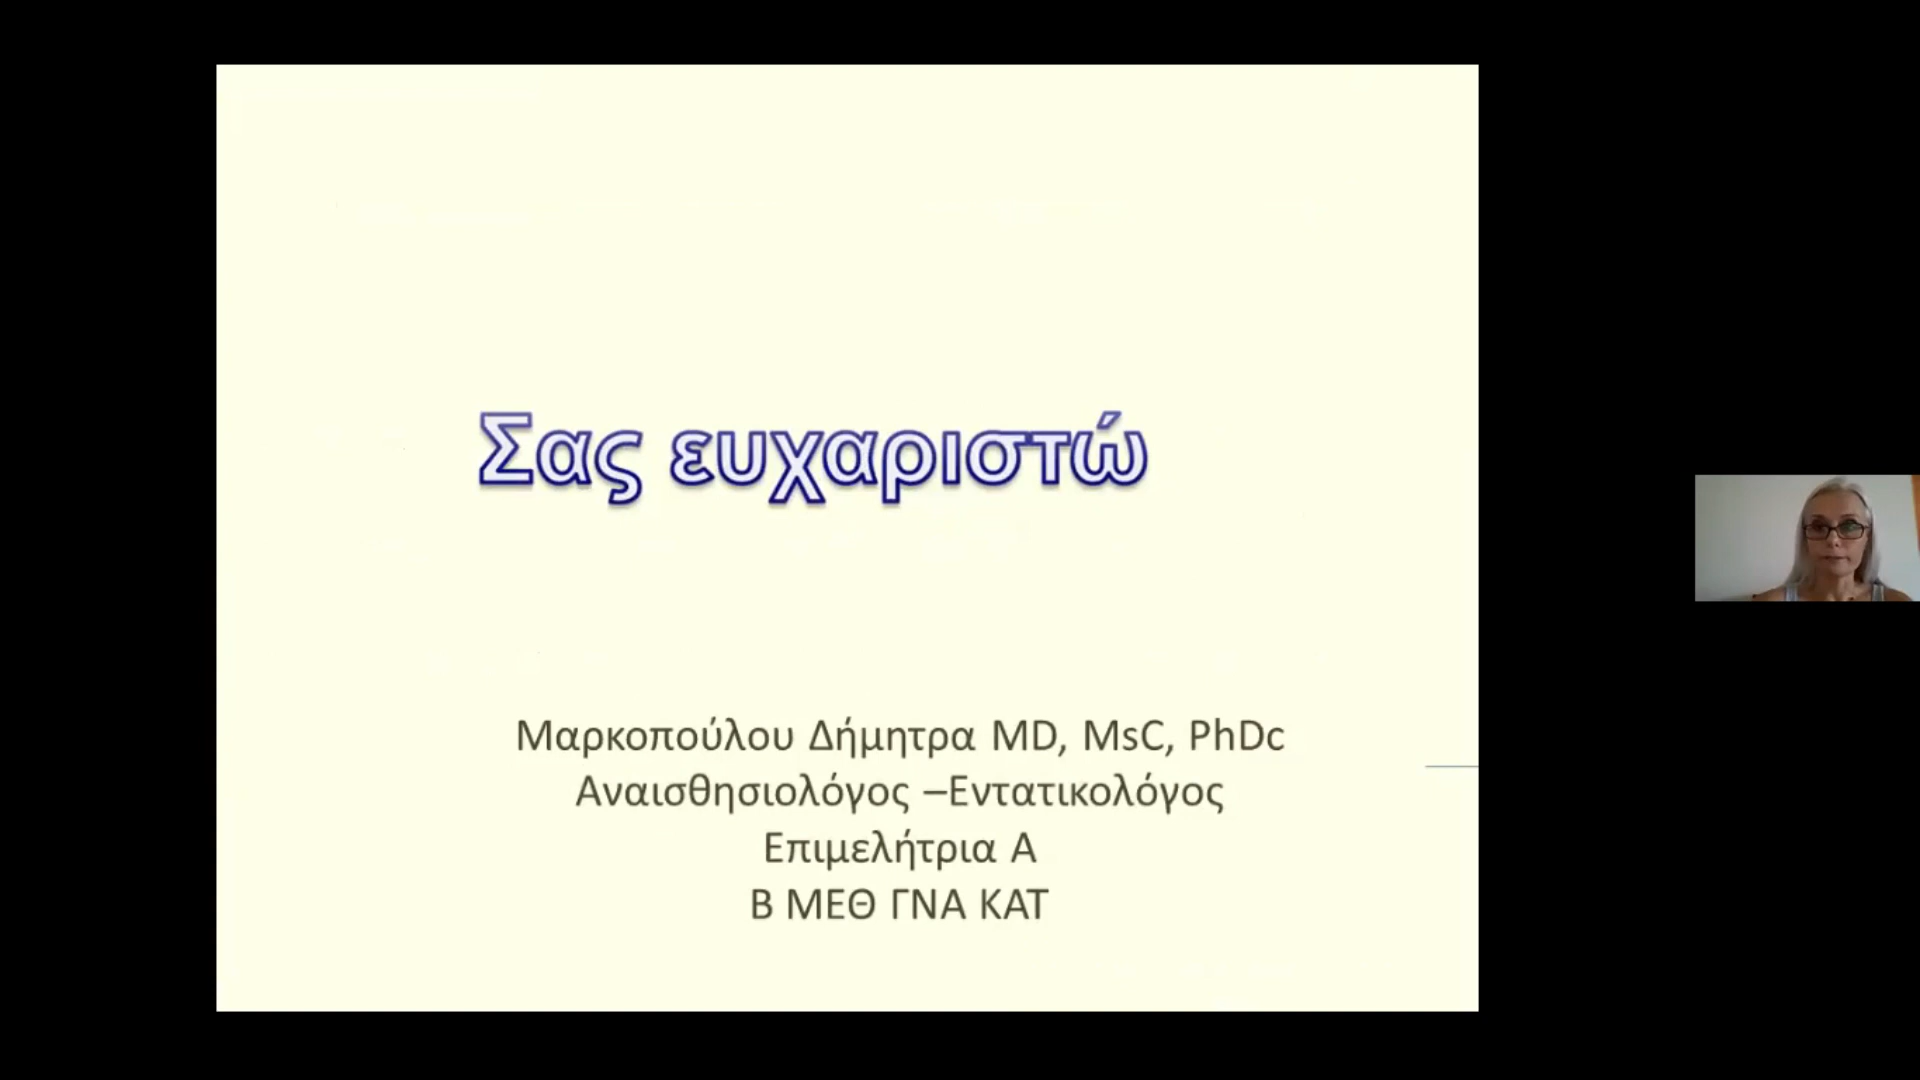 Σας ευχαριστώ
Μαρκοπούλου Δήμητρα MD, MsC, PhDc
Αναισθησιολόγος –Εντατικολόγος
Επιμελήτρια Α
Β ΜΕΘ ΓΝΑ ΚΑΤ